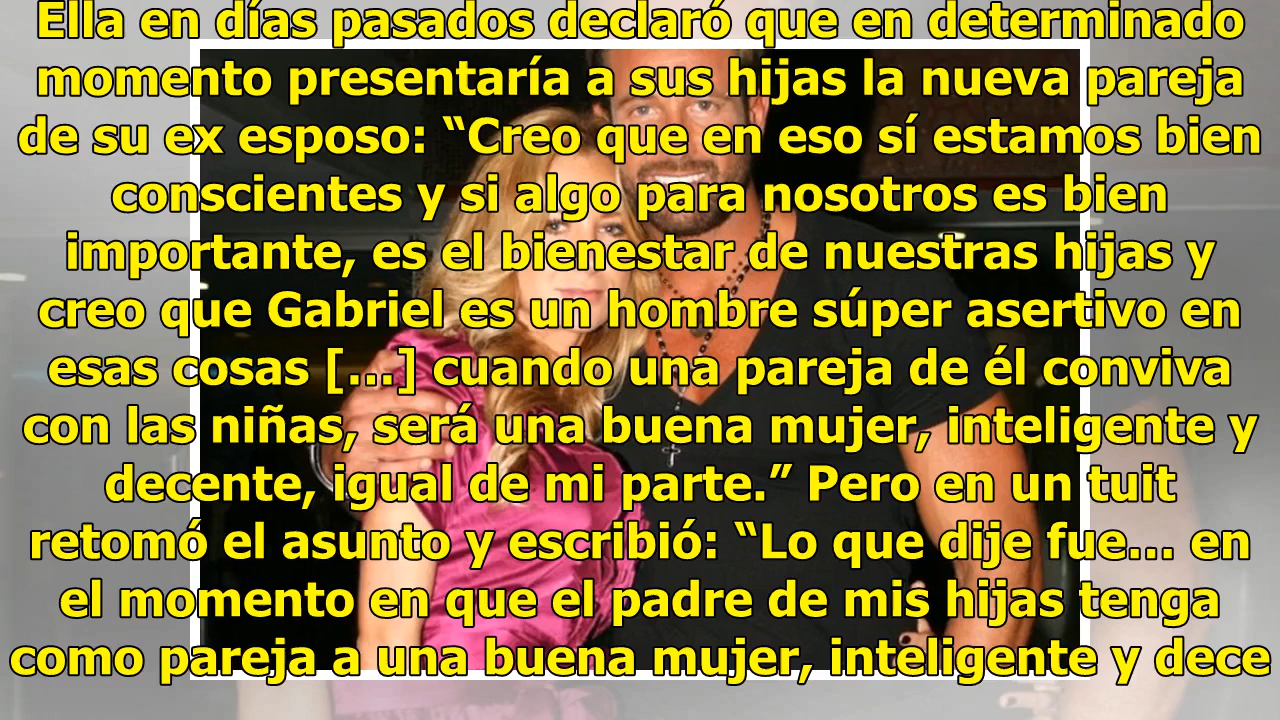 Ella en días pasados declaró que en determinado
momento presentaría a sus hijas la nueva pareja
de su ex esposo: “Creo que en eso sí estamos bien
conscientes y si algo para nosotros es bien
importante, es el bienestar de nuestras hijas y
creo que Gabriel es un hombre súper asertivo en
esas cosas [...] cuando una pareja de él conviva
con las niñas, será una buena mujer, inteligente y
decente, igual de mi parte.” Pero en un tuit
retomó el asunto y escribió: “Lo que dije fue... en
el momento en que el padre de mis hijas tenga
como pareja a una buena mujer, inteligente y dece